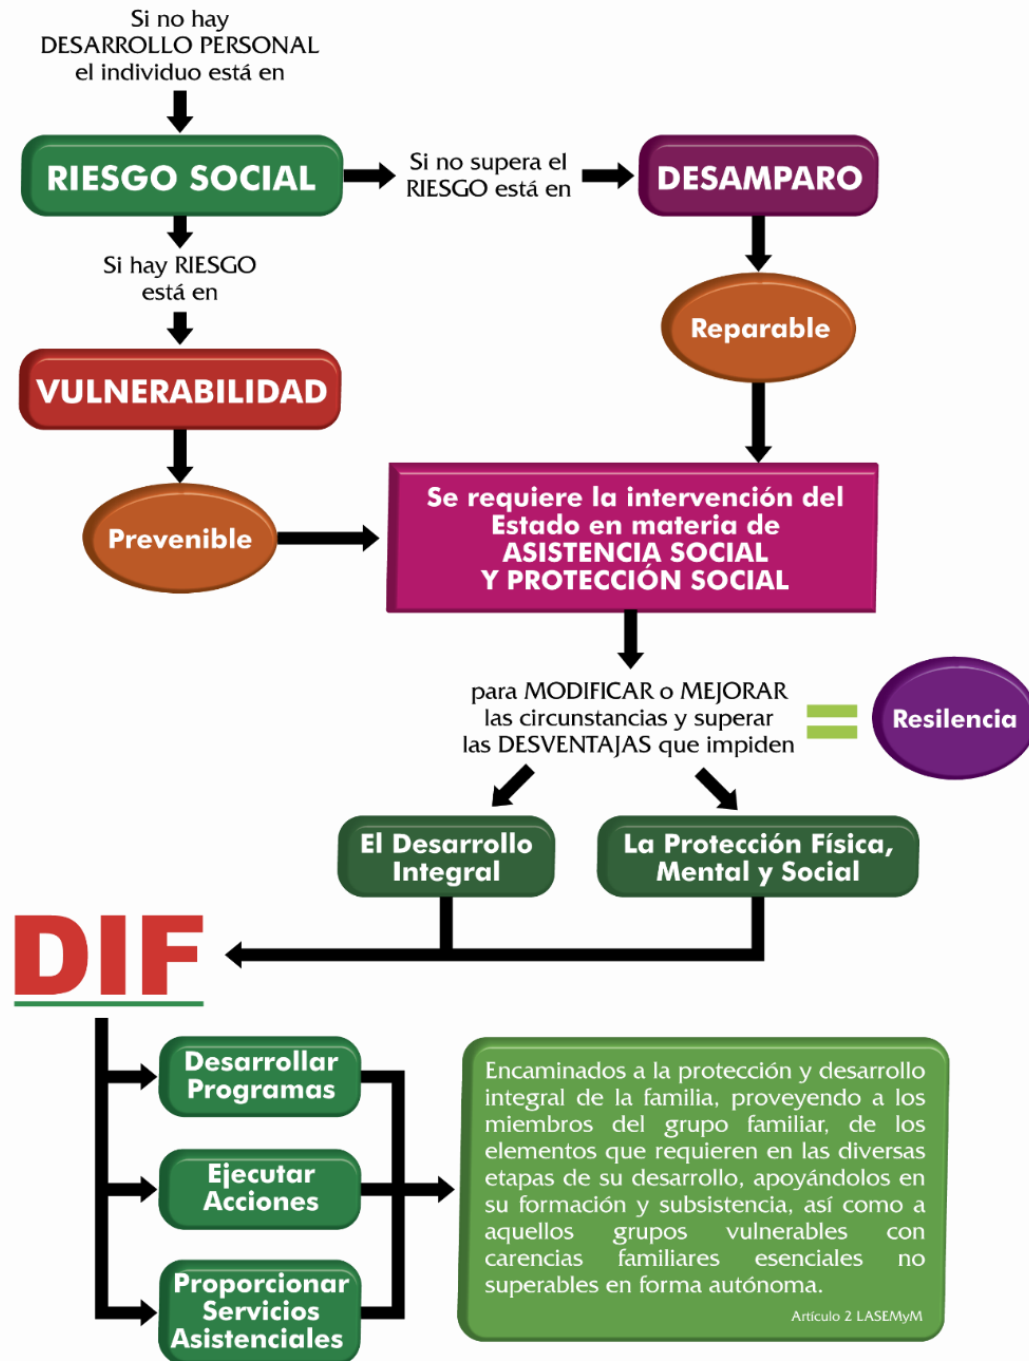 Si no hay
DESARROLLO PERSONAL
el individuo está en
RIESGO SOCIAL
Si no supera el
RIESGO está en
DESAMPARO
Si hay RIESGO
está en
Reparable
VULNERABILIDAD
Prevenible
Se requiere la intervención del
Estado en materia de
ASISTENCIA SOCIAL
Y PROTECCIÓN SOCIAL
para MODIFICAR o MEJORAR
las circunstancias y superar
las DESVENTAJAS que impiden
Resilencia
El Desarrollo
Integral
La Protección Física,
Mental y Social
DIF
Desarrollar
Programas
Ejecutar
Acciones
Proporcionar
Servicios
Asistenciales
Encaminados a la protección y desarrollo
integral de la familia, proveyendo a los
miembros del grupo familiar, de los
elementos que requieren en las diversas
etapas de su desarrollo, apoyándolos en
su formación y subsistencia, así como a
aquellos grupos vulnerables con
carencias familiares esenciales no
superables en forma autónoma.
Artículo 2 LASEMyM